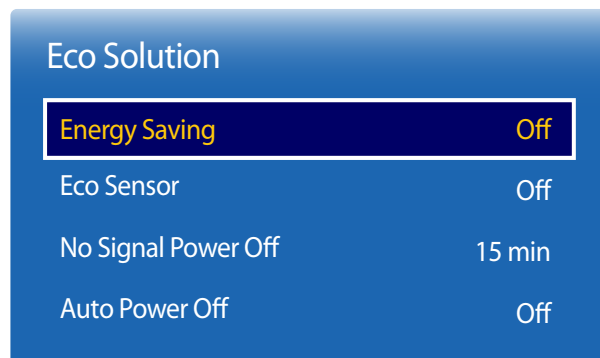 Eco Solution
Energy Saving Off
Eco Sensor Off
No Signal Power Off 15 min
Auto Power Off Off